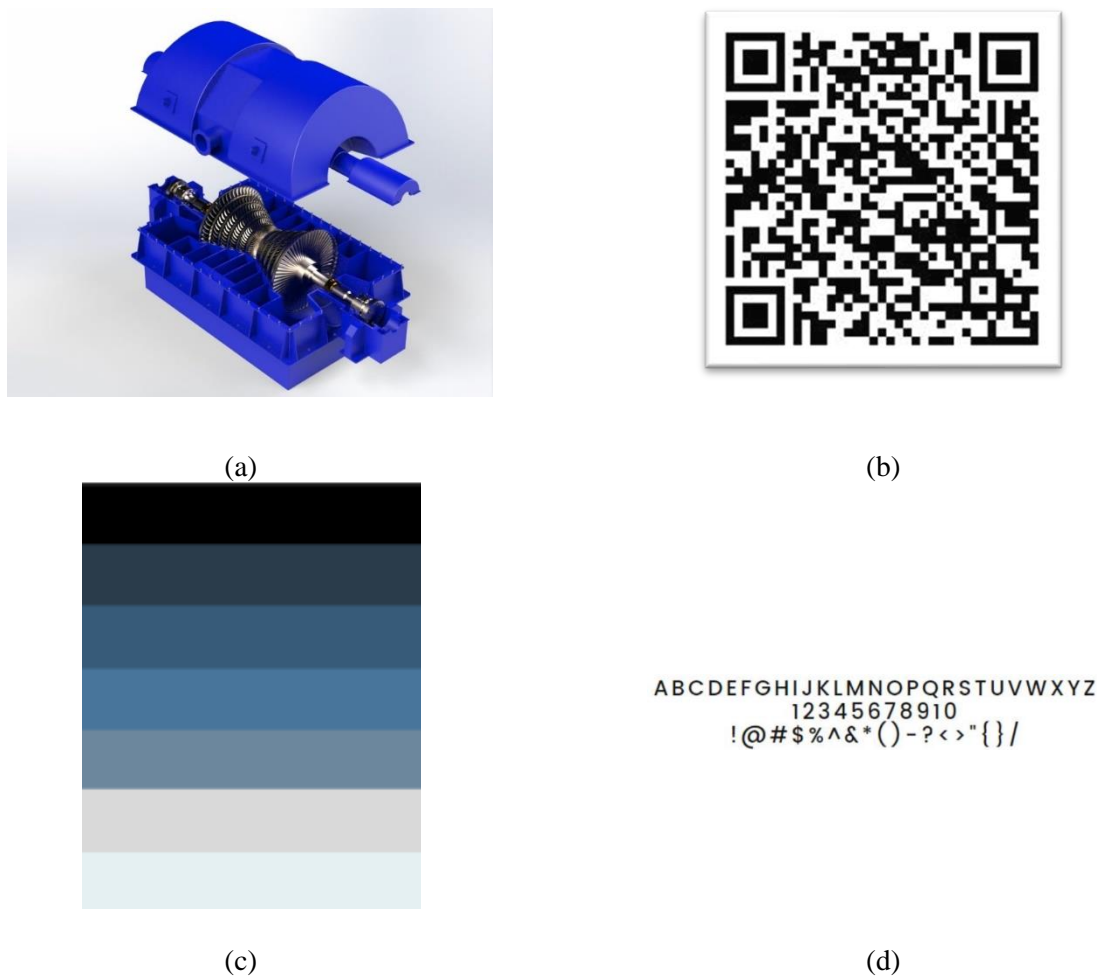 (a)
(b)
(c)
ABCDEFGHIJKLMNOPQRSTUVWXYZ
12345678910
!@#$%^&*()-?<>"{}/
(d)